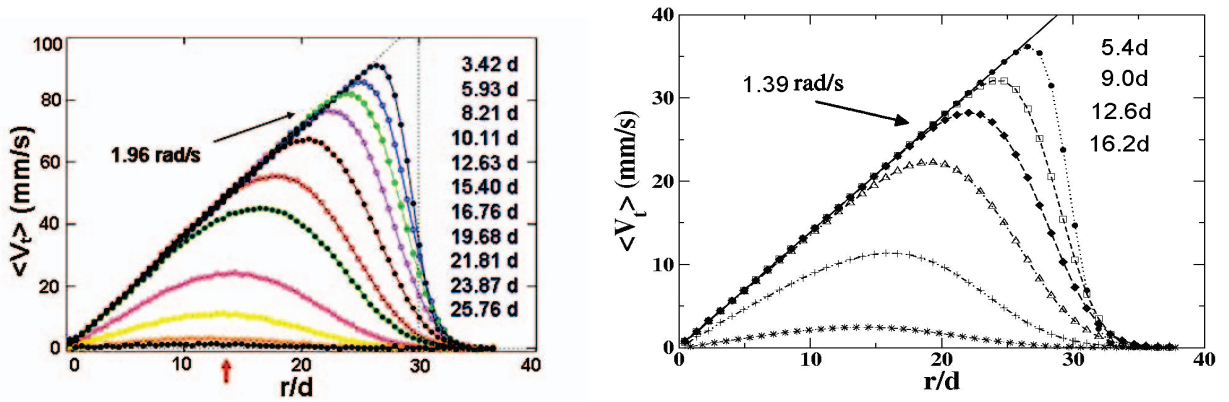 100
80
60
40
20
0
<V_t> (mm/s)
1.96 rad/s
3.42 d
5.93 d
8.21 d
10.11 d
12.63 d
15.40 d
16.76 d
19.68 d
21.81 d
23.87 d
25.76 d
0
10
20
30
40
r/d
40
30
20
10
0
<V_t> (mm/s)
1.39 rad/s
5.4d
9.0d
12.6d
16.2d
0
10
20
30
40
r/d